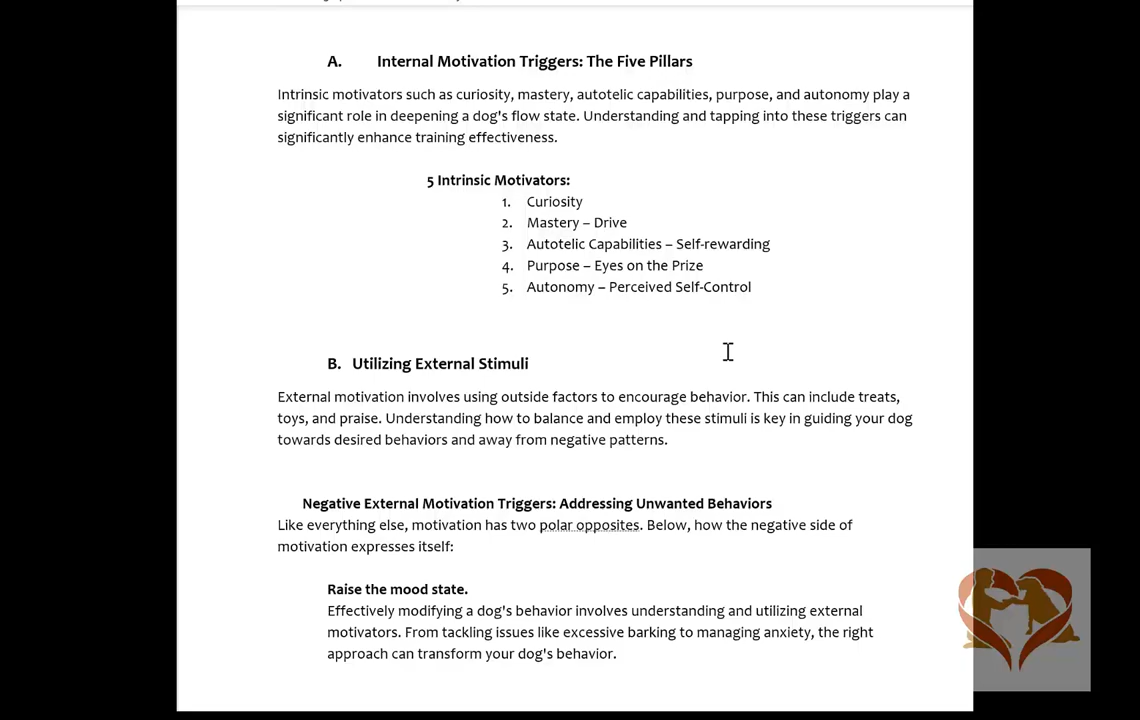 A. Internal Motivation Triggers: The Five Pillars
Intrinsic motivators such as curiosity, mastery, autotelic capabilities, purpose, and autonomy play a
significant role in deepening a dog's flow state. Understanding and tapping into these triggers can
significantly enhance training effectiveness.
5 Intrinsic Motivators:
1. Curiosity
2. Mastery – Drive
3. Autotelic Capabilities – Self-rewarding
4. Purpose – Eyes on the Prize
5. Autonomy – Perceived Self-Control
B. Utilizing External Stimuli
External motivation involves using outside factors to encourage behavior. This can include treats,
toys, and praise. Understanding how to balance and employ these stimuli is key in guiding your dog
towards desired behaviors and away from negative patterns.
Negative External Motivation Triggers: Addressing Unwanted Behaviors
Like everything else, motivation has two polar opposites. Below, how the negative side of
motivation expresses itself:
Raise the mood state.
Effectively modifying a dog's behavior involves understanding and utilizing external
motivators. From tackling issues like excessive barking to managing anxiety, the right
approach can transform your dog's behavior.